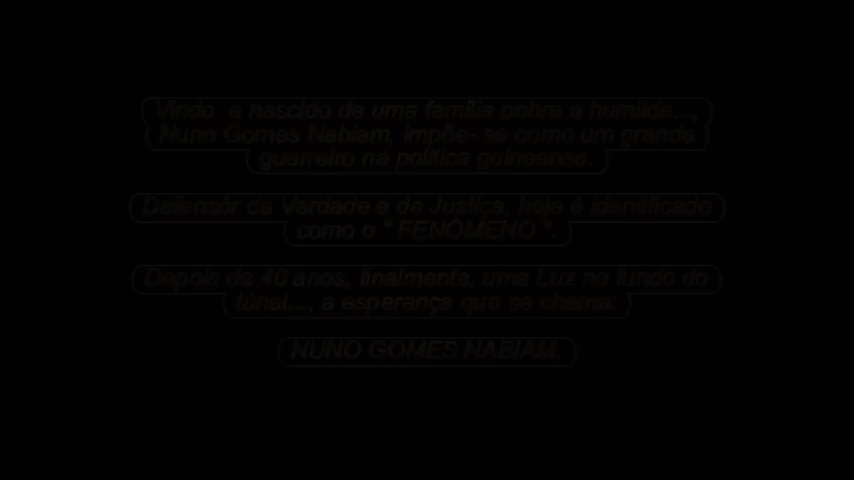 Vindo e nascido de uma família pobre e humilde...,
Nuno Gomes Nabiam, impõe- se como um grande
guerreiro na política guineense.
Defensor da Verdade e da Justiça, hoje é identificado
como o " FENÓMENO ".
Depois de 40 anos, finalmente, uma Luz no fundo do
túnel..., a esperança que se chama:
NUNO GOMES NABIAM.